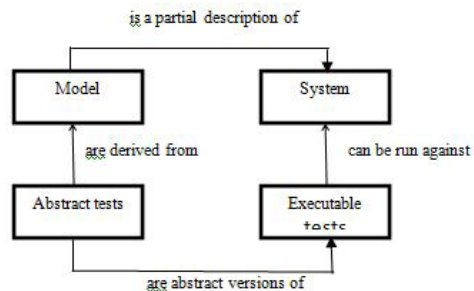 is a partial description of
Model
System
are derived from
can be run against
Abstract tests
Executable
tests
are abstract versions of